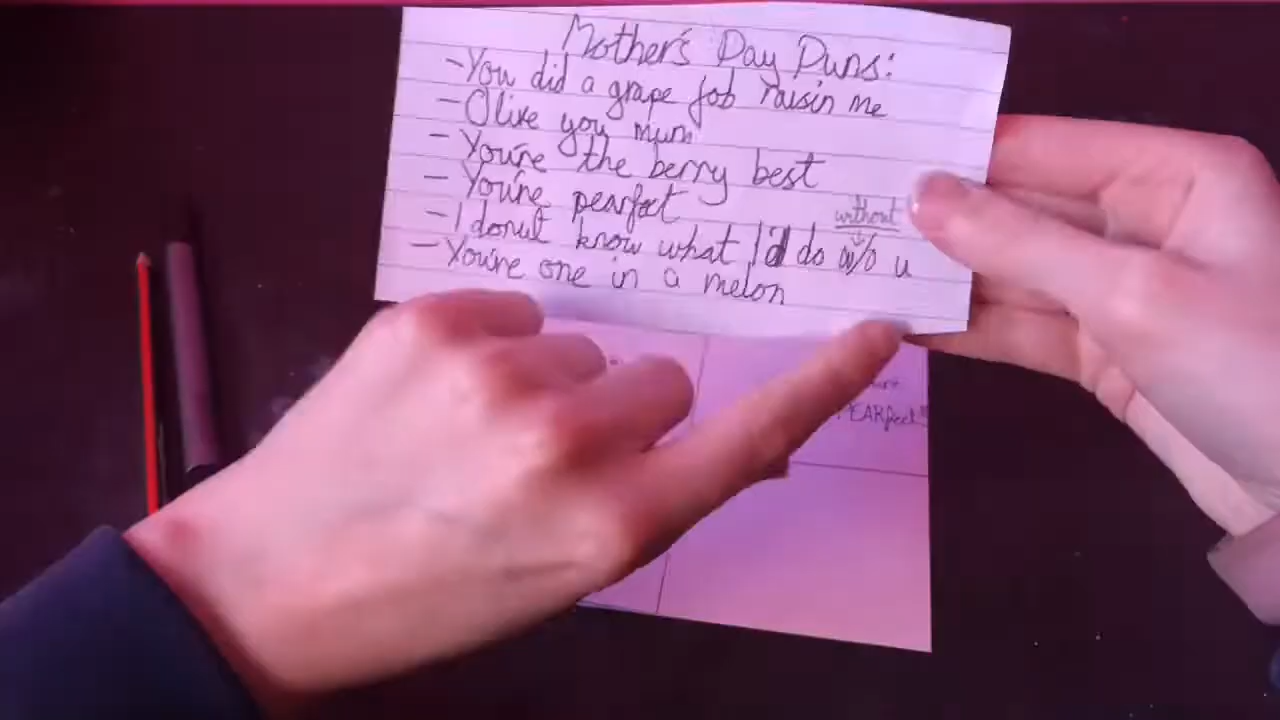 Mother's Day Puns:
- You did a grape job raisin me
- Olive you mum
- You're the berry best
- You're pearfect
without
- I donut know what I'd do w/o u
- You're one in a melon
PEARfect!!